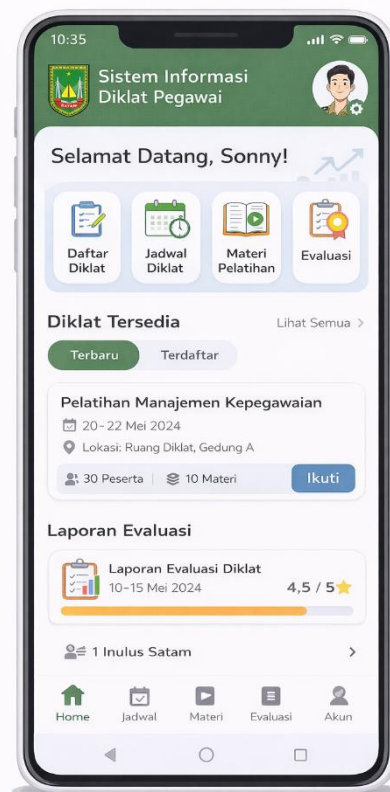 10:35
Sistem Informasi
Diklat Pegawai
BATAM
Selamat Datang, Sonny!
Daftar
Diklat
Jadwal
Diklat
Materi
Pelatihan
Evaluasi
Diklat Tersedia
Lihat Semua >
Terbaru
Terdaftar
Pelatihan Manajemen Kepegawaian
20-22 Mei 2024
Lokasi: Ruang Diklat, Gedung A
30 Peserta | 10 Materi
Ikuti
Laporan Evaluasi
Laporan Evaluasi Diklat
10-15 Mei 2024
4,5 / 5
1 Inulus Satam >
Home
Jadwal
Materi
Evaluasi
Akun